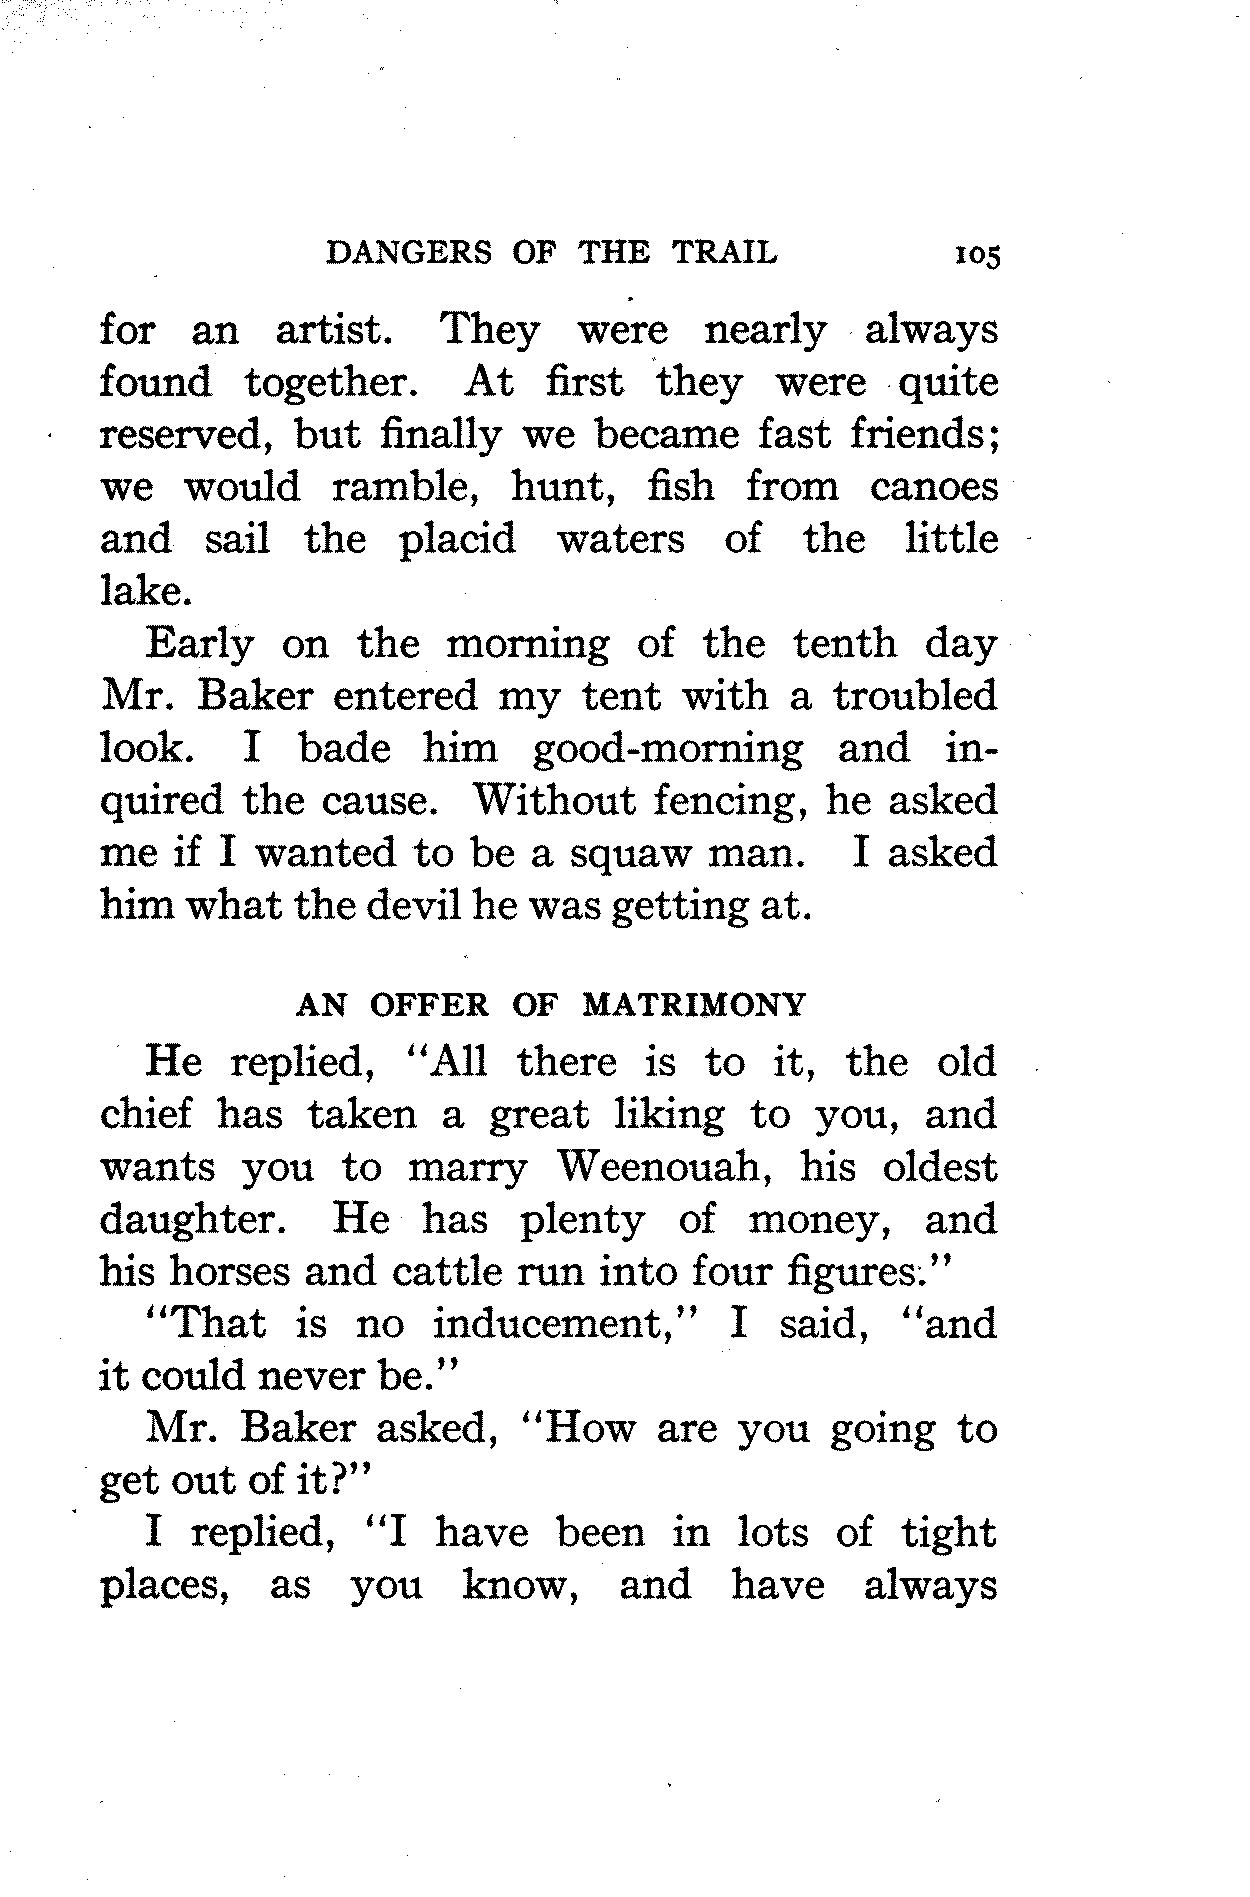 DANGERS OF THE TRAIL 105
for an artist. They were nearly always
found together. At first they were quite
reserved, but finally we became fast friends;
we would ramble, hunt, fish from canoes
and sail the placid waters of the little
lake.
Early on the morning of the tenth day
Mr. Baker entered my tent with a troubled
look. I bade him good-morning and in-
quired the cause. Without fencing, he asked
me if I wanted to be a squaw man. I asked
him what the devil he was getting at.
AN OFFER OF MATRIMONY
He replied, "All there is to it, the old
chief has taken a great liking to you, and
wants you to marry Weenouah, his oldest
daughter. He has plenty of money, and
his horses and cattle run into four figures."
"That is no inducement," I said, "and
it could never be."
Mr. Baker asked, "How are you going to
get out of it?"
I replied, "I have been in lots of tight
places, as you know, and have always